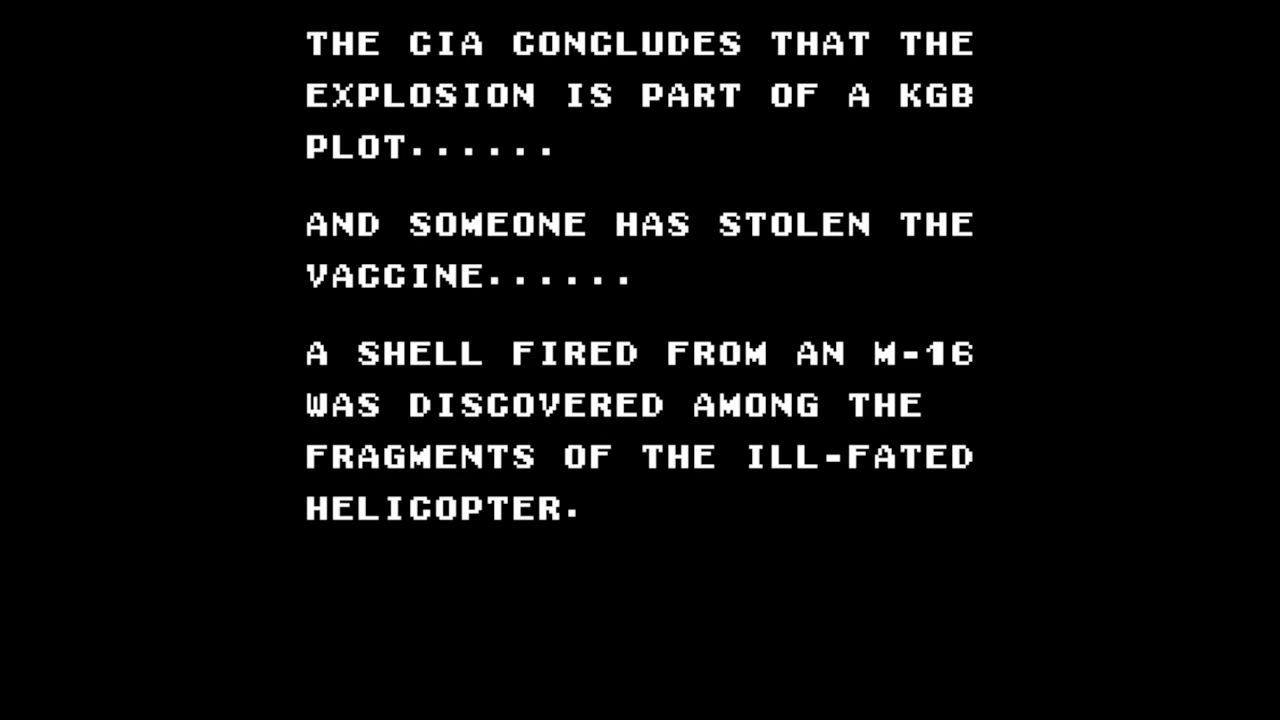 THE CIA CONCLUDES THAT THE
EXPLOSION IS PART OF A KGB
PLOT......
AND SOMEONE HAS STOLEN THE
VACCINE......
A SHELL FIRED FROM AN M-16
WAS DISCOVERED AMONG THE
FRAGMENTS OF THE ILL-FATED
HELICOPTER.